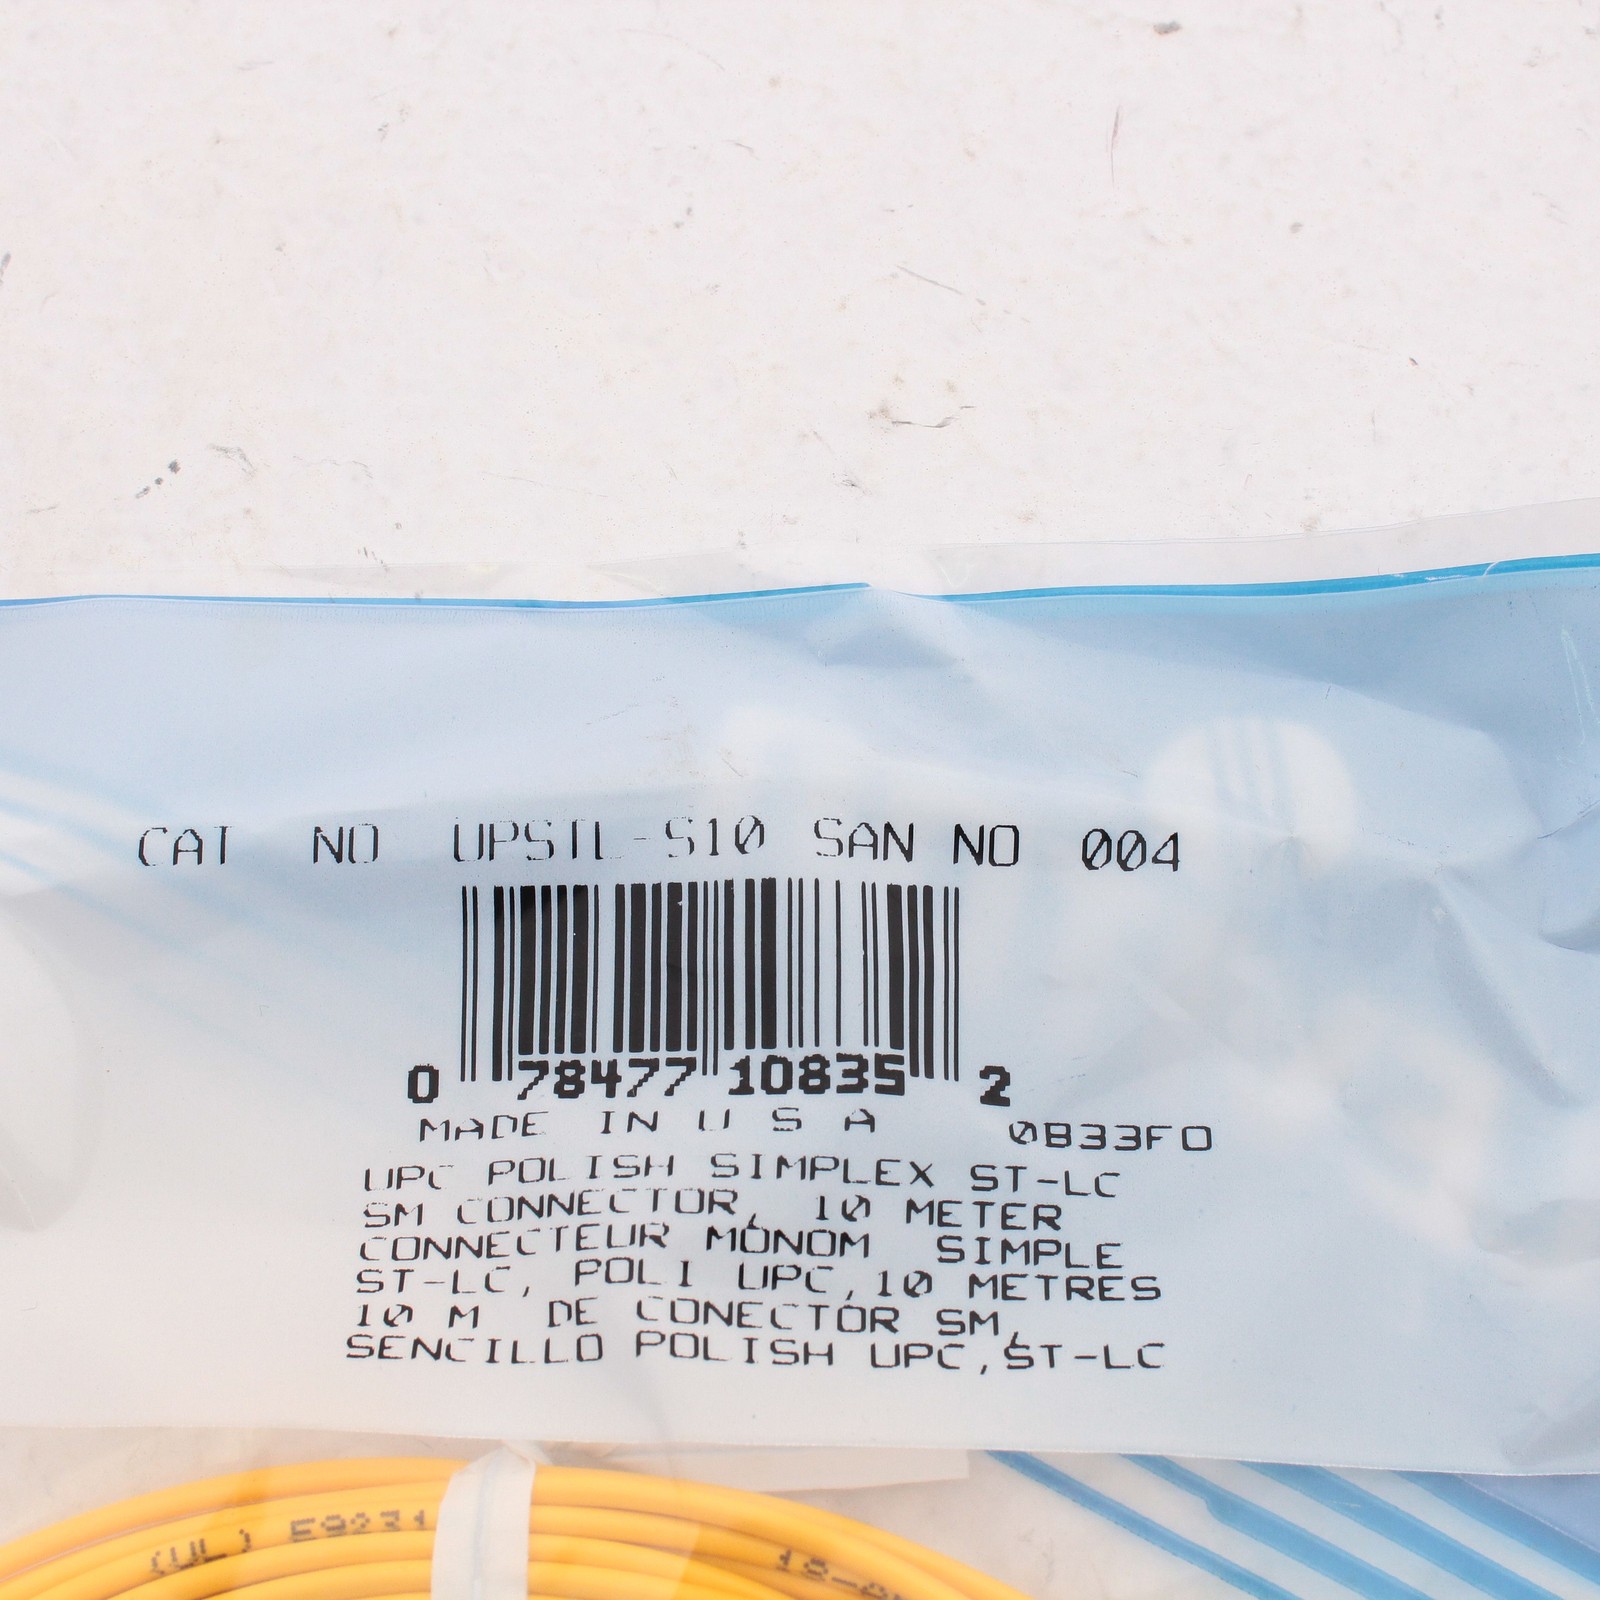 CAT NO UPSTL-S10 SAN NO 004
0 78477 10835 2
MADE IN U S A 0B33FO
UPC POLISH SIMPLEX ST-LC
SM CONNECTOR, 10 METER
CONNECTEUR MONOM SIMPLE
ST-LC, POLI UPC,10 METRES
10 M DE CONECTOR SM,
SENCILLO POLISH UPC,ST-LC
(UL)